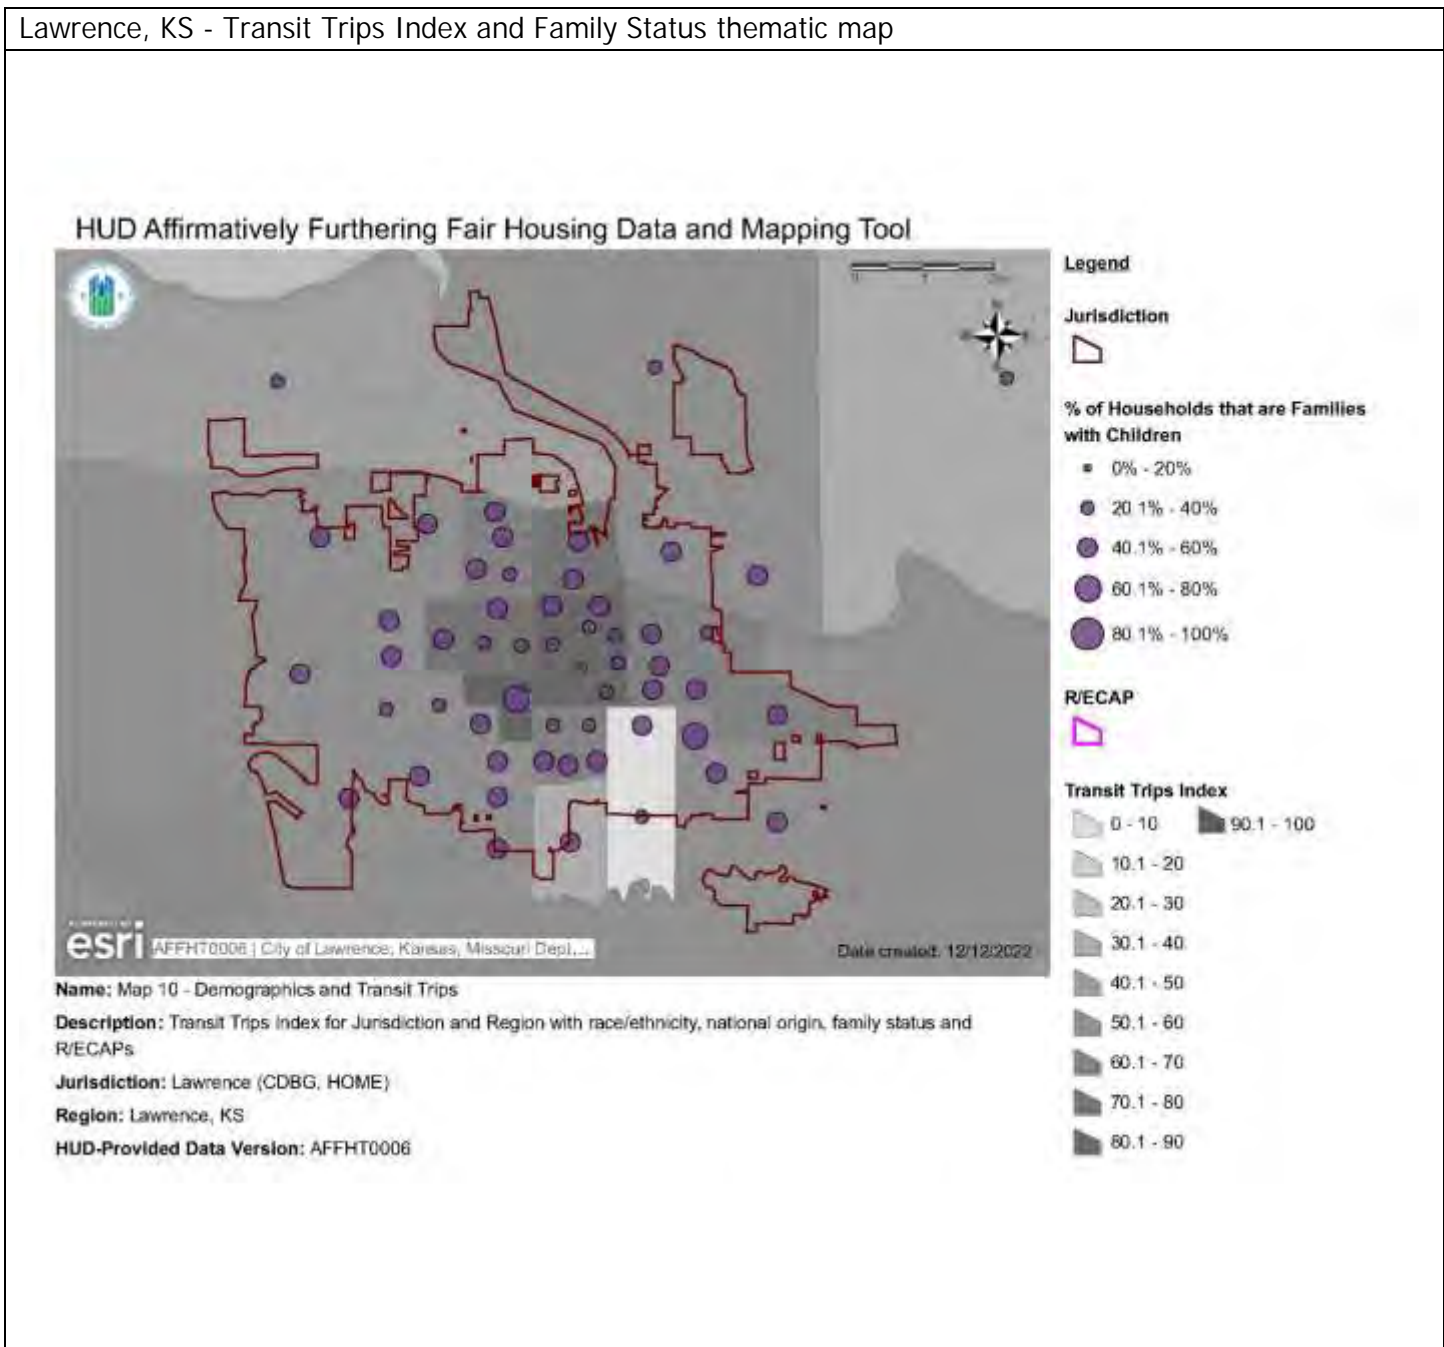 Lawrence, KS - Transit Trips Index and Family Status thematic map
HUD Affirmatively Furthering Fair Housing Data and Mapping Tool
esri
AFFHT0006 | City of Lawrence, Kansas, Missouri Dept....
Date created: 12/12/2022
Name: Map 10 - Demographics and Transit Trips
Description: Transit Trips Index for Jurisdiction and Region with race/ethnicity, national origin, family status and
R/ECAPs
Jurisdiction: Lawrence (CDBG, HOME)
Region: Lawrence, KS
HUD-Provided Data Version: AFFHT0006
Legend
Jurisdiction
% of Households that are Families
with Children
0% - 20%
20.1% - 40%
40.1% - 60%
60.1% - 80%
80.1% - 100%
R/ECAP
Transit Trips Index
0 - 10 90.1 - 100
10.1 - 20
20.1 - 30
30.1 - 40
40.1 - 50
50.1 - 60
60.1 - 70
70.1 - 80
80.1 - 90